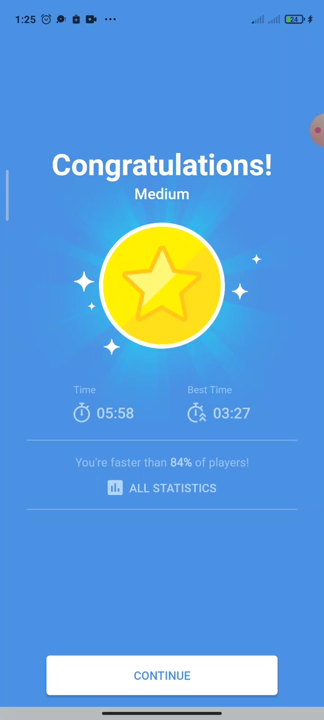 1:25
24
Congratulations!
Medium
Time
Best Time
05:58
03:27
You're faster than 84% of players!
ALL STATISTICS
CONTINUE